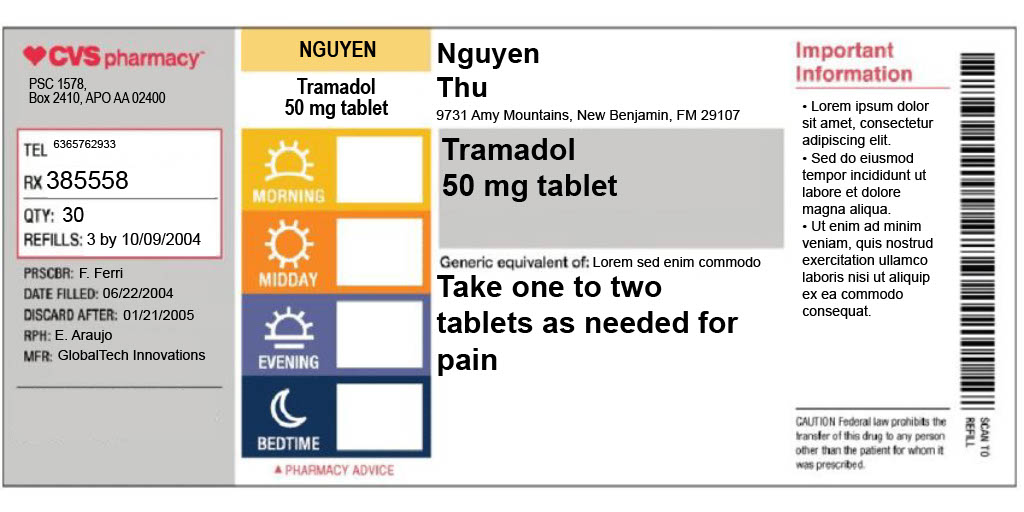 CVS pharmacy
PSC 1578,
Box 2410, APO AA 02400
TEL 6365762933
RX 385558
QTY: 30
REFILLS: 3 by 10/09/2004
PRSCBR: F. Ferri
DATE FILLED: 06/22/2004
DISCARD AFTER: 01/21/2005
RPH: E. Araujo
MFR: GlobalTech Innovations
NGUYEN
Tramadol
50 mg tablet
MORNING
MIDDAY
EVENING
BEDTIME
▲ PHARMACY ADVICE
Nguyen
Thu
9731 Amy Mountains, New Benjamin, FM 29107
Tramadol
50 mg tablet
Generic equivalent of: Lorem sed enim commodo
Take one to two
tablets as needed for
pain
Important
Information
• Lorem ipsum dolor
sit amet, consectetur
adipiscing elit.
• Sed do eiusmod
tempor incididunt ut
labore et dolore
magna aliqua.
• Ut enim ad minim
veniam, quis nostrud
exercitation ullamco
laboris nisi ut aliquip
ex ea commodo
consequat.
CAUTION Federal law prohibits the
transfer of this drug to any person
other than the patient for whom it
was prescribed.
SCAN TO
REFILL